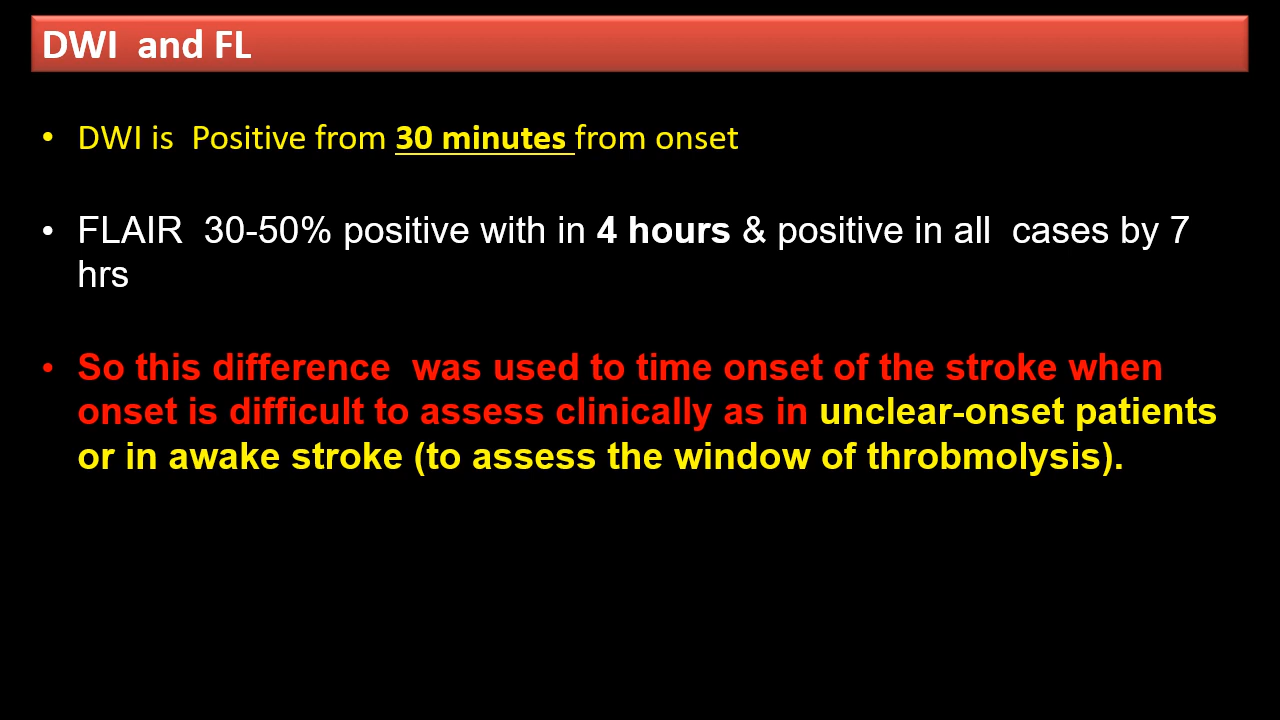 DWI  and FL
• DWI is  Positive from 30 minutes from onset
• FLAIR  30-50% positive with in 4 hours & positive in all  cases by 7
hrs
• So this difference  was used to time onset of the stroke when
onset is difficult to assess clinically as in unclear-onset patients
or in awake stroke (to assess the window of throbmolysis).